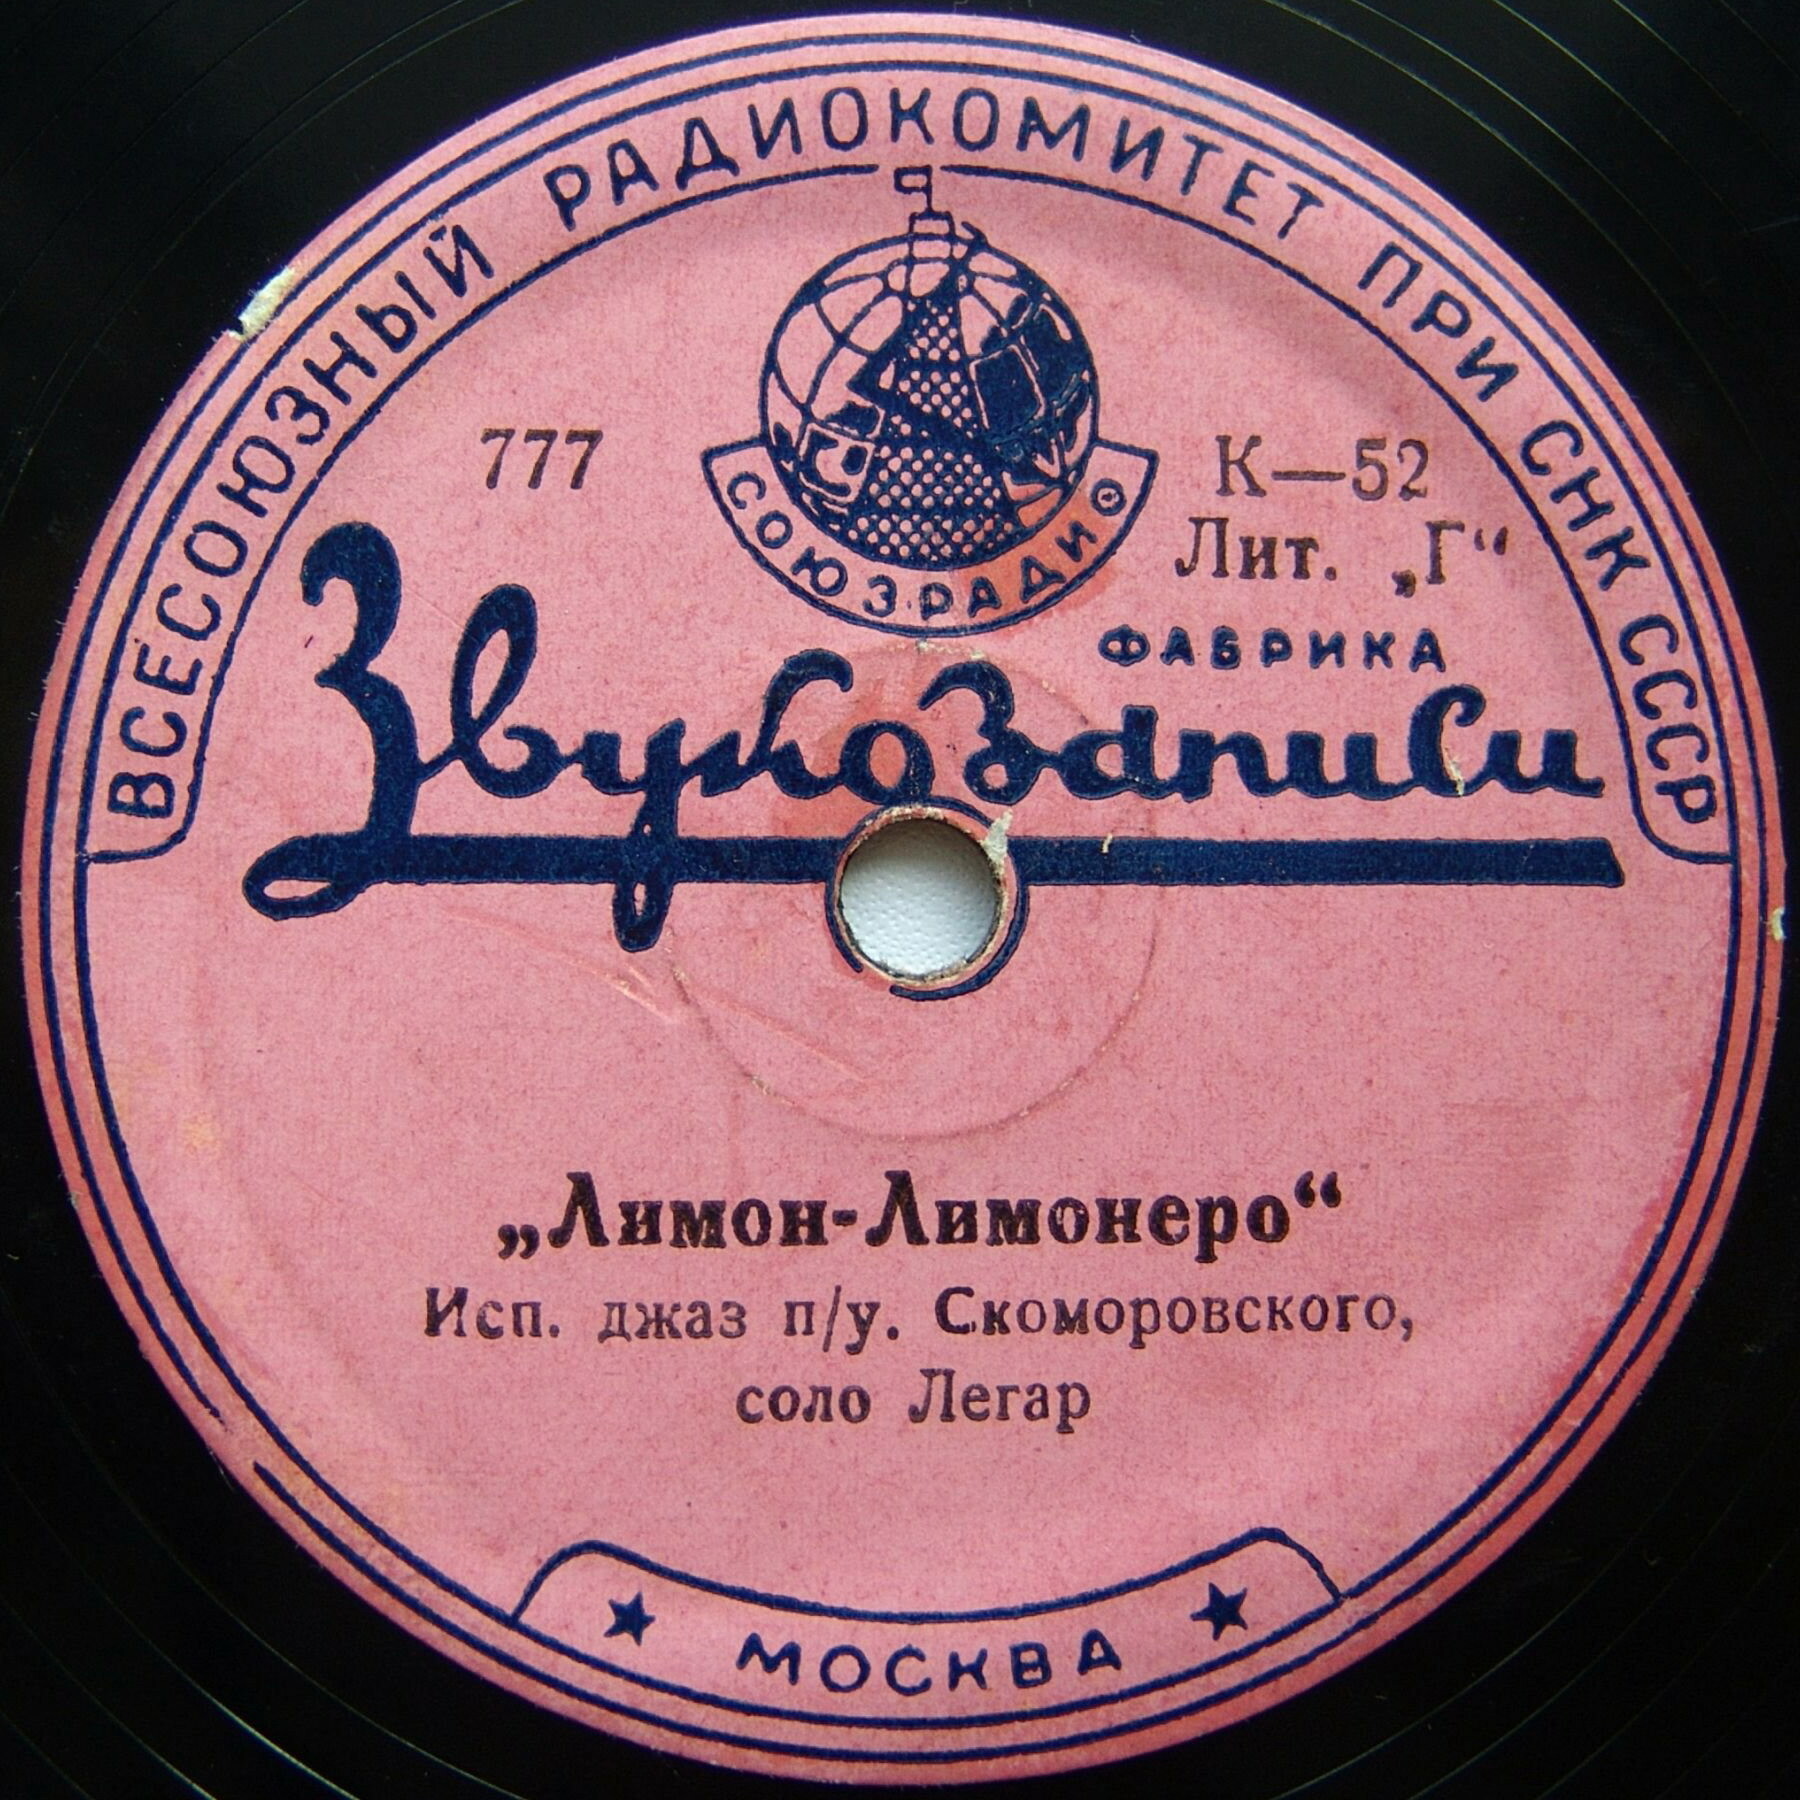 ВСЕСОЮЗНЫЙ РАДИОКОМИТЕТ ПРИ СНК СССР
СОЮЗРАДИО
777
К—52
Лит. „Г“
ФАБРИКА
ЗвукоЗаписи
„Лимон-Лимонеро“
Исп. джаз п/у. Скоморовского,
соло Легар
МОСКВА